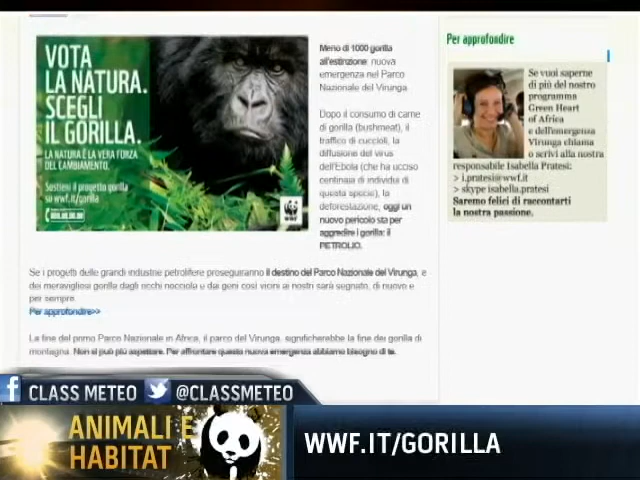 VOTA
LA NATURA.
SCEGLI
IL GORILLA.
LA NATURA È LA VERA FORZA
DEL CAMBIAMENTO.
Sostieni il progetto gorilla
su wwf.it/gorilla
WWF
Meno di 1000 gorilla
all'estinzione: nuova
emergenza nel Parco
Nazionale del Virunga.
Dopo il consumo di carne
di gorilla (bushmeat), il
traffico di cuccioli, la
diffusione del virus
dell'Ebola (che ha ucciso
centinaia di individui di
questa specie), la
deforestazione, oggi un
nuovo pericolo sta per
aggredire i gorilla: il
PETROLIO.
Se i progetti delle grandi industrie petrolifere proseguiranno il destino del Parco Nazionale del Virunga, e
dei meravigliosi gorilla dagli occhi nocciola e dai geni così vicini ai nostri sarà segnato, di nuovo e
per sempre.
Per approfondire>>
La fine del primo Parco Nazionale in Africa, il parco del Virunga, significherebbe la fine dei gorilla di
montagna. Non si può più aspettare. Per affrontare questa nuova emergenza abbiamo bisogno di te.
Per approfondire
Se vuoi saperne
di più del nostro
programma
Green Heart
of Africa
e dell'emergenza
Virunga chiama
o scrivi alla nostra
responsabile Isabella Pratesi:
> i.pratesi@wwf.it
> skype isabella.pratesi
Saremo felici di raccontarti
la nostra passione.
f CLASS METEO @CLASSMETEO
ANIMALI E
HABITAT
WWF.IT/GORILLA